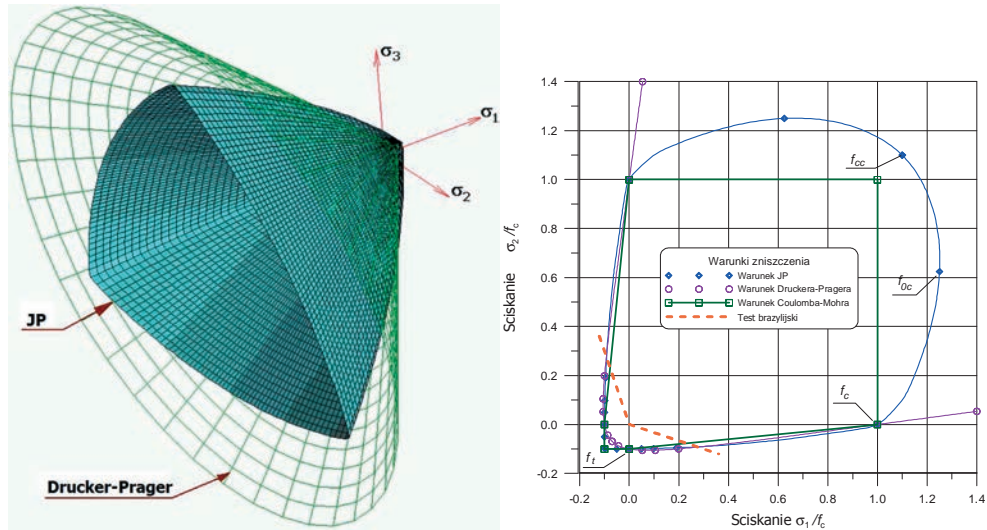 σ3
σ1
σ2
JP
Drucker-Prager
1.4
1.2
1.0
0.8
0.6
0.4
0.2
0.0
-0.2
Sciskanie σ2/fc
fcc
f0c
fc
ft
Warunki zniszczenia
Warunek JP
Warunek Druckera-Pragera
Warunek Coulomba-Mohra
Test brazylijski
-0.2 0.0 0.2 0.4 0.6 0.8 1.0 1.2 1.4
Sciskanie σ1/fc